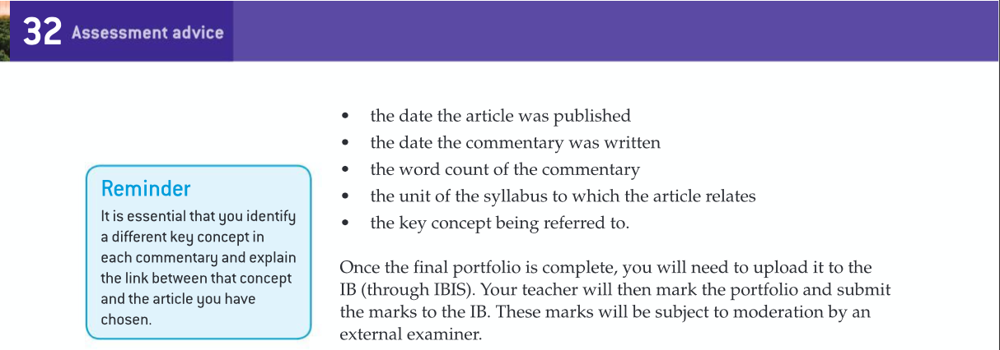 32 Assessment advice
• the date the article was published
• the date the commentary was written
• the word count of the commentary
• the unit of the syllabus to which the article relates
• the key concept being referred to.
Reminder
It is essential that you identify
a different key concept in
each commentary and explain
the link between that concept
and the article you have
chosen.
Once the final portfolio is complete, you will need to upload it to the
IB (through IBIS). Your teacher will then mark the portfolio and submit
the marks to the IB. These marks will be subject to moderation by an
external examiner.